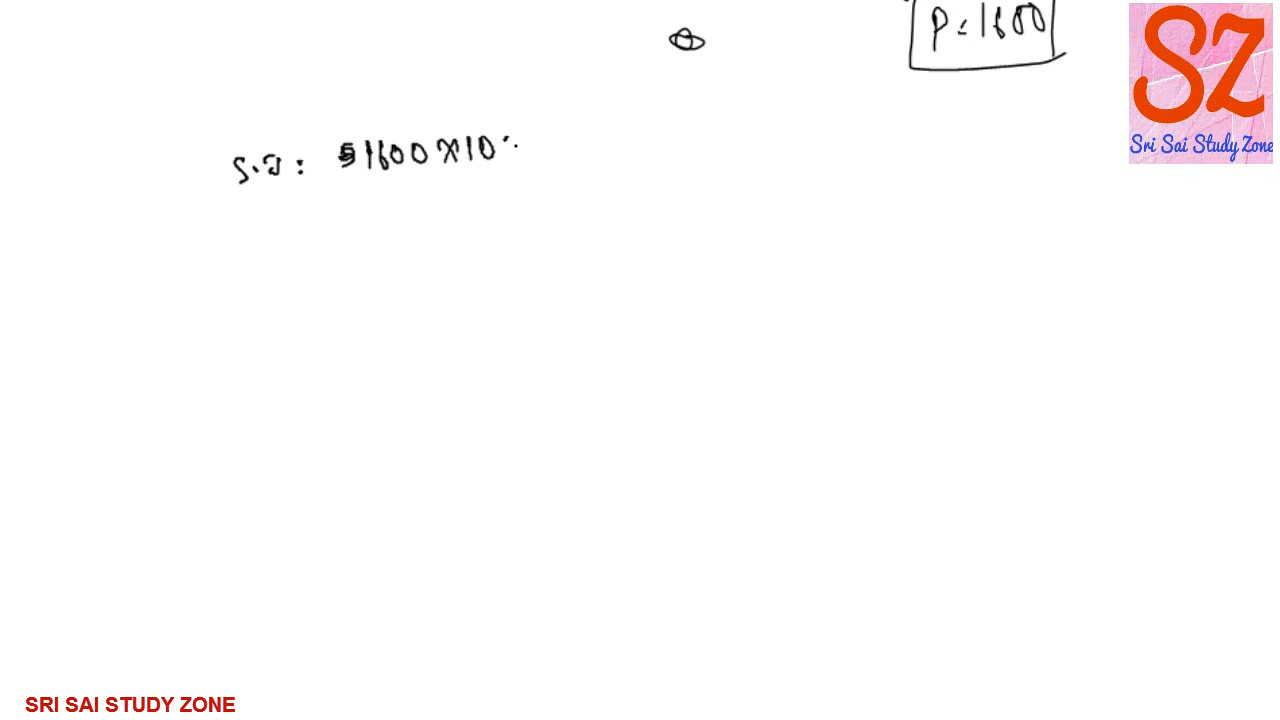 P = 1600
SZ
Sri Sai Study Zone
S.I : 1600 X 10%
SRI SAI STUDY ZONE